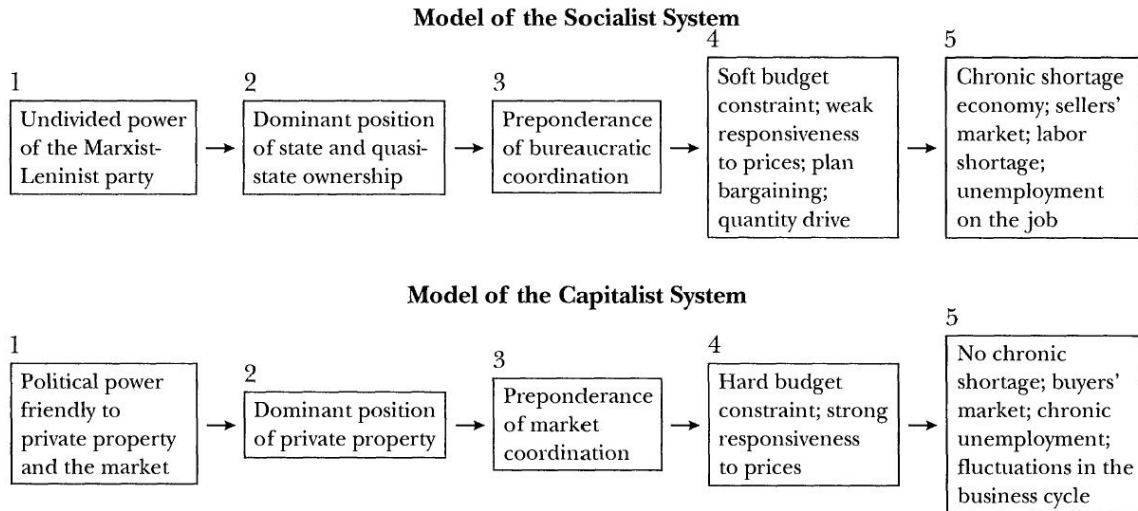 Model of the Socialist System
1
Undivided power
of the Marxist-
Leninist party
2
Dominant position
of state and quasi-
state ownership
3
Preponderance
of bureaucratic
coordination
4
Soft budget
constraint; weak
responsiveness
to prices; plan
bargaining;
quantity drive
5
Chronic shortage
economy; sellers'
market; labor
shortage;
unemployment
on the job
Model of the Capitalist System
1
Political power
friendly to
private property
and the market
2
Dominant position
of private property
3
Preponderance
of market
coordination
4
Hard budget
constraint; strong
responsiveness
to prices
5
No chronic
shortage; buyers'
market; chronic
unemployment;
fluctuations in the
business cycle